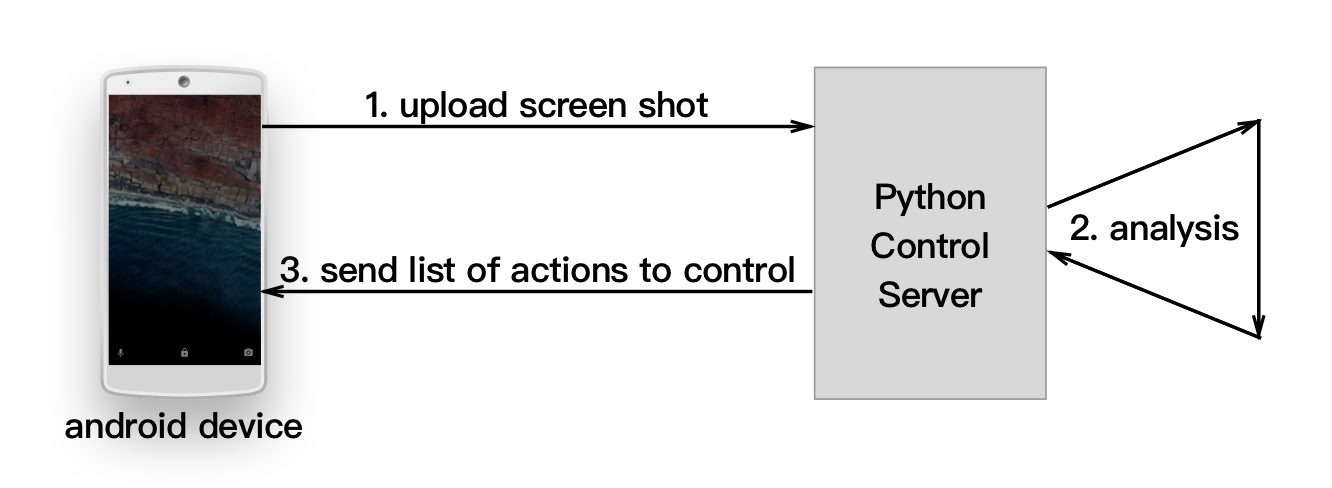 1. upload screen shot
Python
Control
Server
2. analysis
3. send list of actions to control
android device